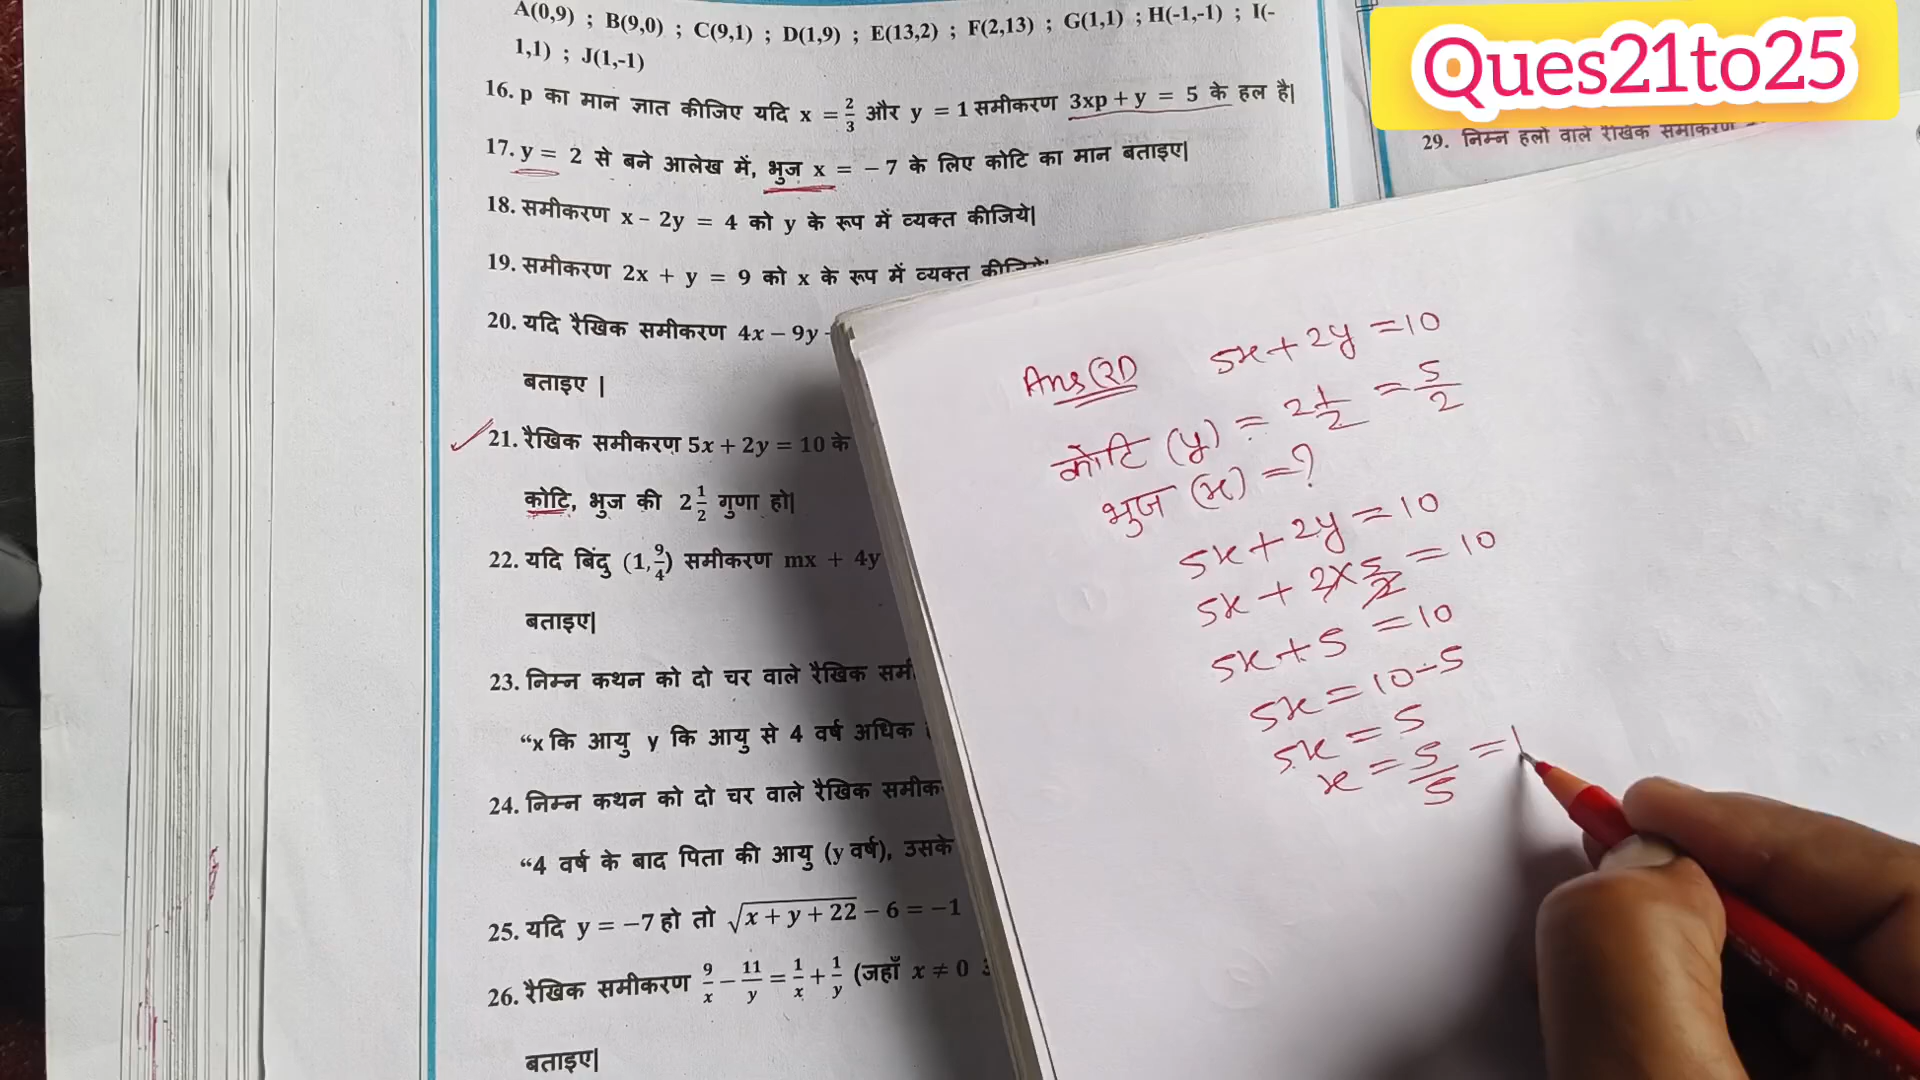 A(0,9) ; B(9,0) ; C(9,1) ; D(1,9) ; E(13,2) ; F(2,13) ; G(1,1) ; H(-1,-1) ; I(-
1,1) ; J(1,-1)
16. p का मान ज्ञात कीजिए यदि x = 2/3 और y = 1 समीकरण 3xp + y = 5 के हल है|
17. y = 2 से बने आलेख में, भुज x = – 7 के लिए कोटि का मान बताइए|
18. समीकरण x – 2y = 4 को y के रूप में व्यक्त कीजिये|
19. समीकरण 2x + y = 9 को x के रूप में व्यक्त
20. यदि रैखिक समीकरण 4x – 9y
बताइए |
21. रैखिक समीकरण 5x + 2y = 10 के
कोटि, भुज की 2 1/2 गुणा हो|
22. यदि बिंदु (1, 9/4) समीकरण mx + 4y
बताइए|
23. निम्न कथन को दो चर वाले रैखिक
“x कि आयु y कि आयु से 4 वर्ष अधिक
24. निम्न कथन को दो चर वाले रैखिक
“4 वर्ष के बाद पिता की आयु (y वर्ष), उसके
25. यदि y = −7 हो तो √(x + y + 22) − 6 = −1
26. रैखिक समीकरण 9/x − 11/y = 1/x + 1/y (जहाँ x ≠ 0
बताइए|
Ques21to25
29. निम्न हलों वाले रैखिक समीकरण
Ans(21) 5x + 2y = 10
कोटि (y) = 2 1/2 = 5/2
भुज (x) = ?
5x + 2y = 10
5x + 2 × 5/2 = 10
5x + 5 = 10
5x = 10 - 5
5x = 5
x = 5/5 = 1